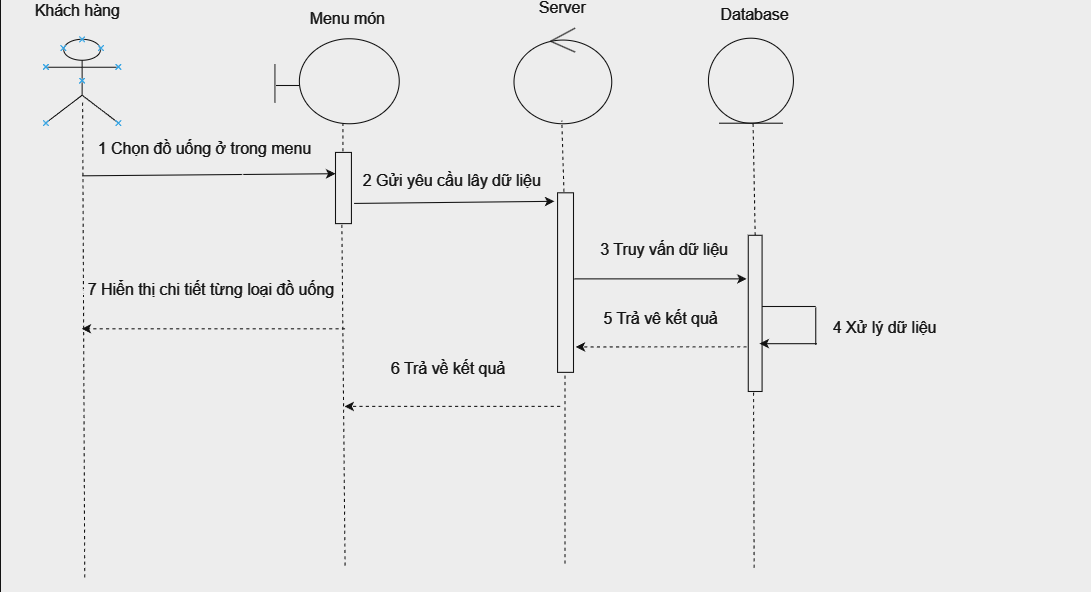 Khách hàng
Menu món
Server
Database
1 Chọn đồ uống ở trong menu
2 Gửi yêu cầu lây dữ liệu
3 Truy vấn dữ liệu
7 Hiển thị chi tiết từng loại đồ uống
5 Trả vê kết quả
4 Xử lý dữ liệu
6 Trả về kết quả